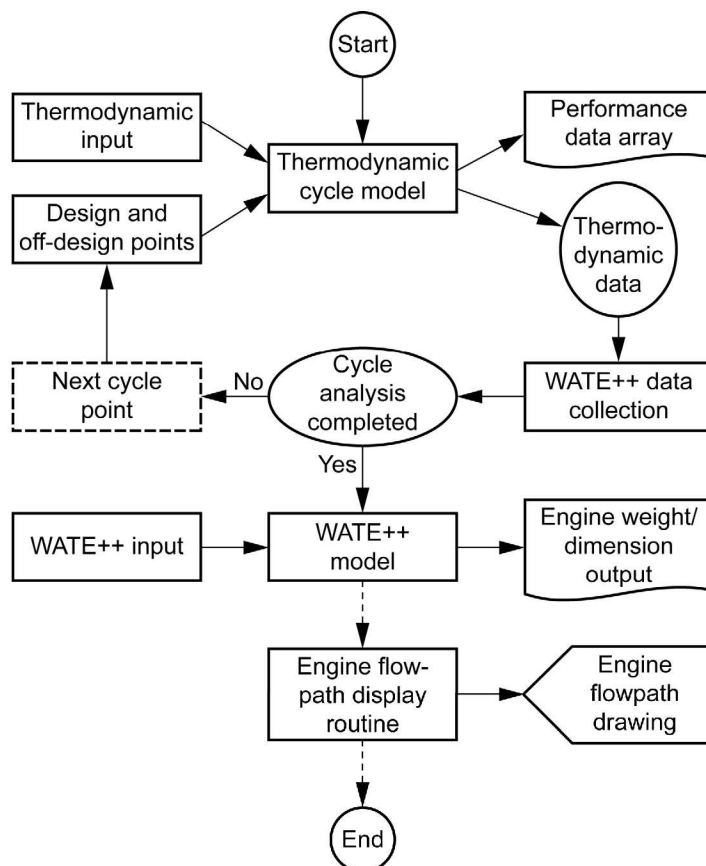 Start
Thermodynamic
input
Thermodynamic
cycle model
Performance
data array
Design and
off-design points
Thermo-
dynamic
data
Next cycle
point
No
Cycle
analysis
completed
WATE++ data
collection
Yes
WATE++ input
WATE++
model
Engine weight/
dimension
output
Engine flow-
path display
routine
Engine
flowpath
drawing
End